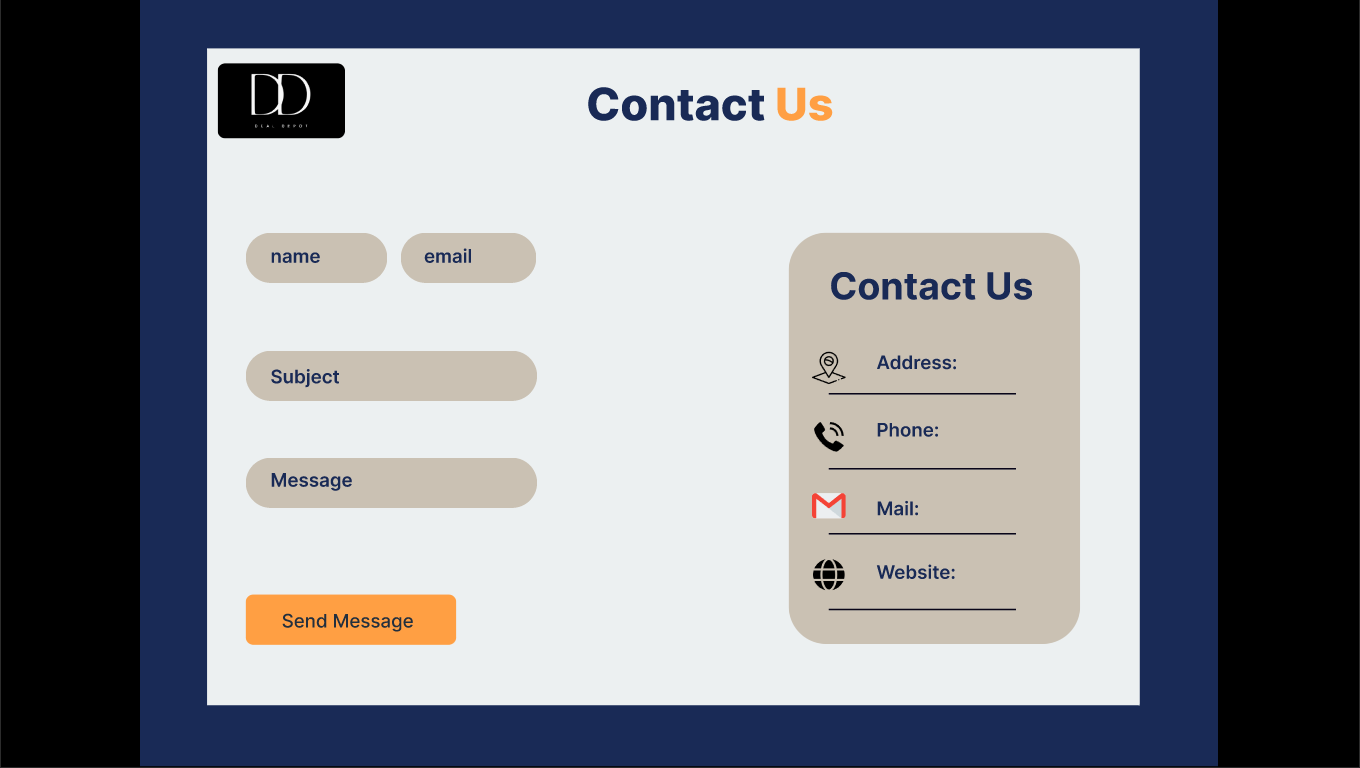 DD
DEAL DEPOT
Contact Us
name
email
Subject
Message
Send Message
Contact Us
Address:
Phone:
Mail:
Website: